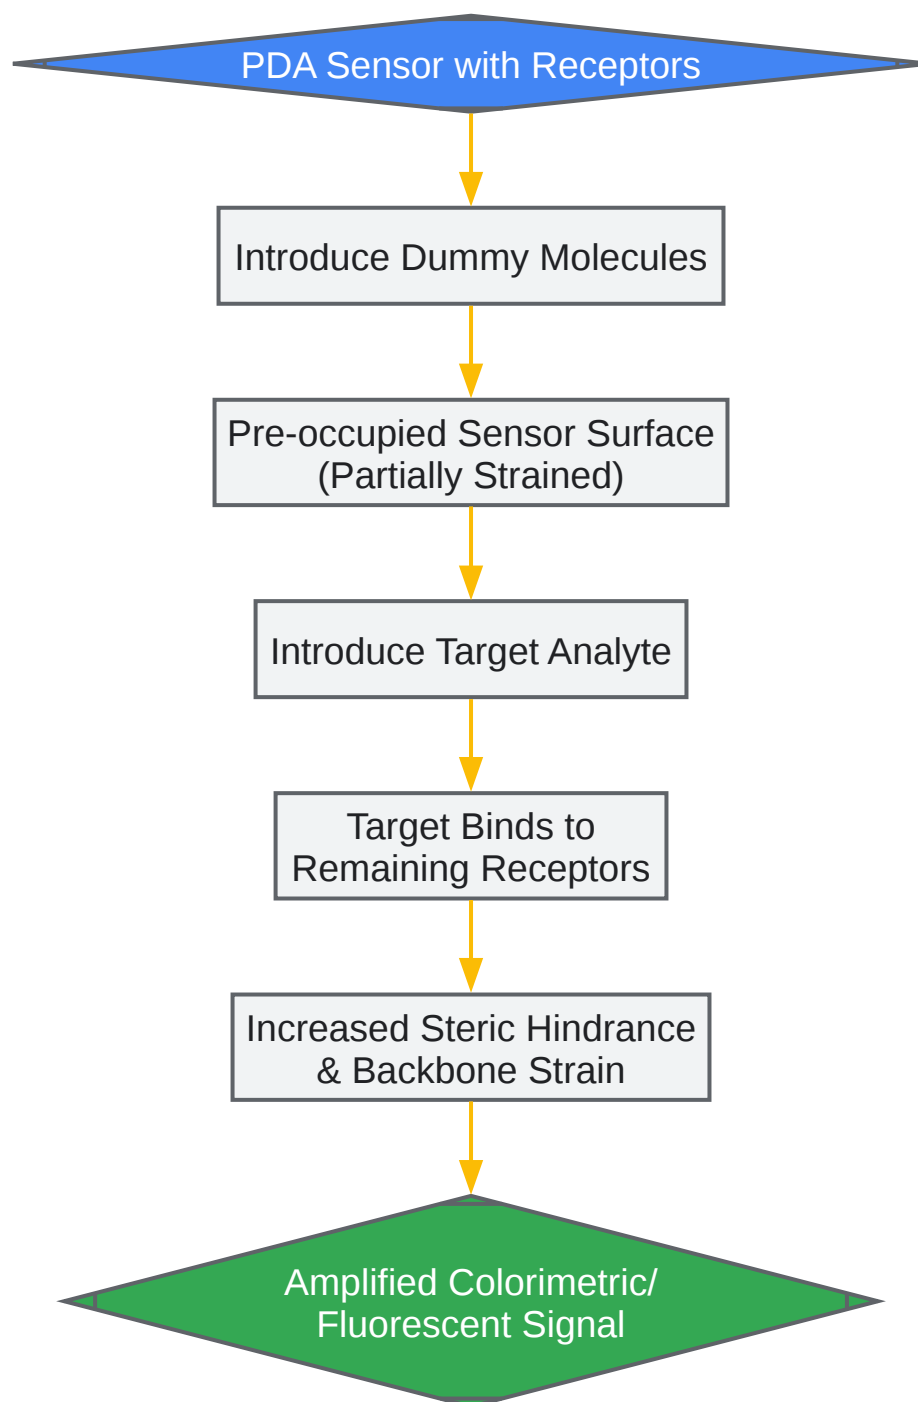 PDA Sensor with Receptors
Introduce Dummy Molecules
Pre-occupied Sensor Surface
(Partially Strained)
Introduce Target Analyte
Target Binds to
Remaining Receptors
Increased Steric Hindrance
& Backbone Strain
Amplified Colorimetric/
Fluorescent Signal